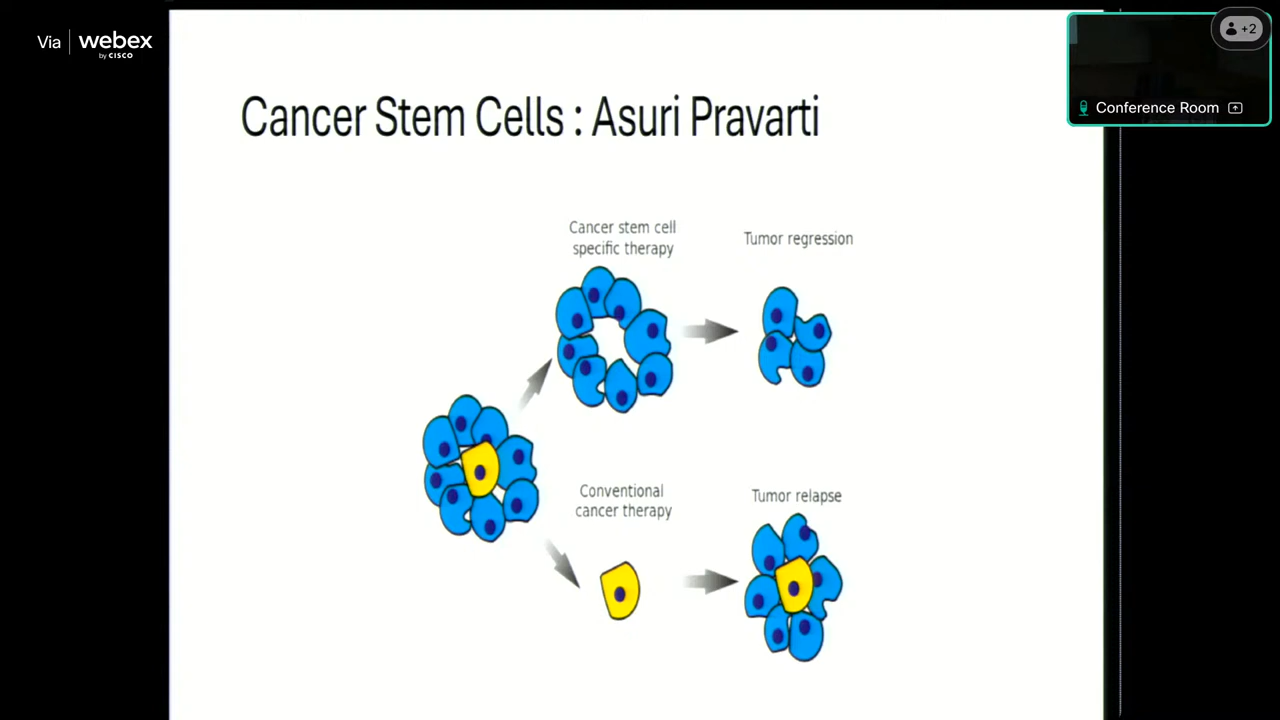 Via webex
by CISCO
+2
Conference Room
Cancer Stem Cells : Asuri Pravarti
Cancer stem cell
specific therapy
Tumor regression
Conventional
cancer therapy
Tumor relapse